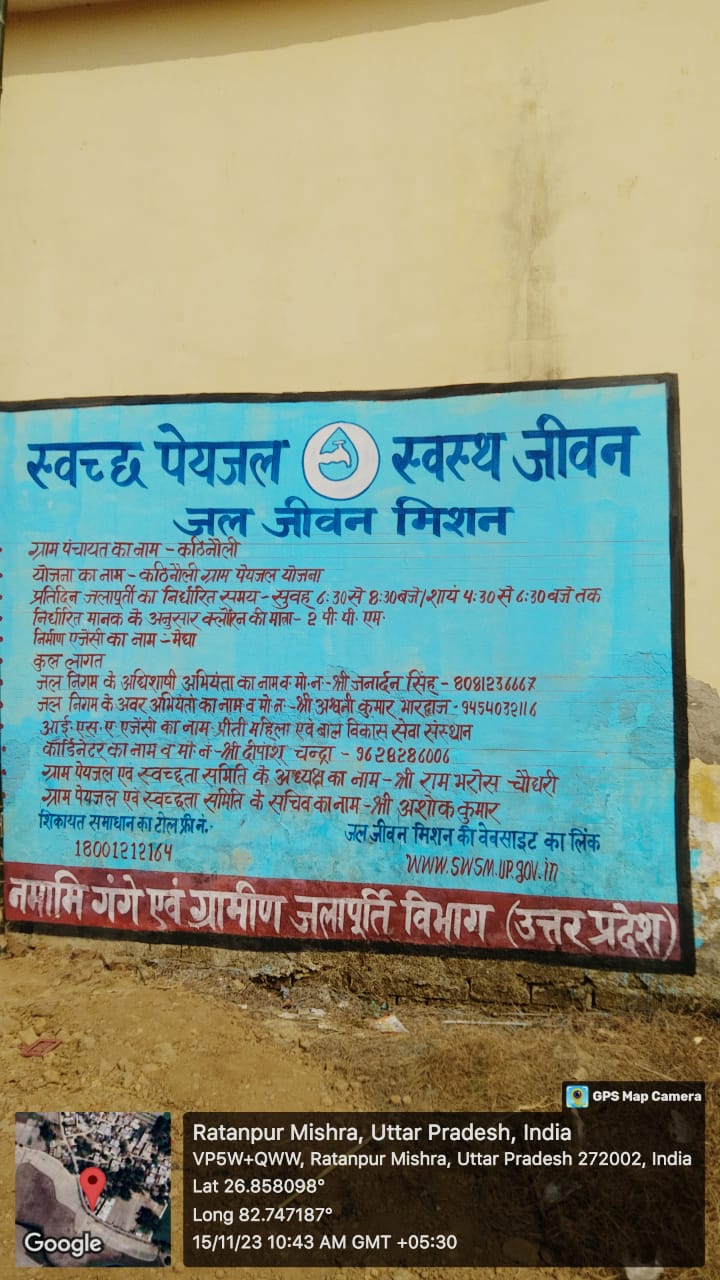 स्वच्छ पेयजल स्वस्थ जीवन
जल जीवन मिशन
ग्राम पंचायत का नाम - कठिनौली
योजना का नाम - कठिनौली ग्राम पेयजल योजना
प्रतिदिन जलापूर्ती का निर्धारित समय - सुवह ६:30 से 8:30 बजे/शायं ४:30 से ६:30 बजे तक
निर्धारित मानक के अनुसार क्लोरिन की मात्रा - 2 पी. पी. एम.
निर्माण एजेंसी का नाम - मेघा
कुल लागत
जल निगम के अधिशाषी अभियंता का नाम व मो. न. - श्री जनार्दन सिंह - 8081236667
जल निगम के अवर अभियंता का नाम व मो. न. - श्री अश्वनी कुमार भारद्वाज - 9454032116
आई. एस. ए एजेंसी का नाम - प्रीती महिला एवं बाल विकास सेवा संस्थान
कोर्डिनेटर का नाम व मो. नं - श्री दीपांश चन्द्रा - 9628286006
ग्राम पेयजल एवं स्वच्छता समिति के अध्यक्ष का नाम - श्री राम भरोस चौधरी
ग्राम पेयजल एवं स्वच्छता समिति के सचिव का नाम - श्री अशोक कुमार
शिकायत समाधान का टोल फ्री नं. -
18001212164
जल जीवन मिशन की वेबसाइट का लिंक
WWW.SWSM.UP.GOV.in
नमामि गंगे एवं ग्रामीण जलापूर्ति विभाग (उत्तर प्रदेश)
GPS Map Camera
Ratanpur Mishra, Uttar Pradesh, India
VP5W+QWW, Ratanpur Mishra, Uttar Pradesh 272002, India
Lat 26.858098°
Long 82.747187°
15/11/23 10:43 AM GMT +05:30
Google